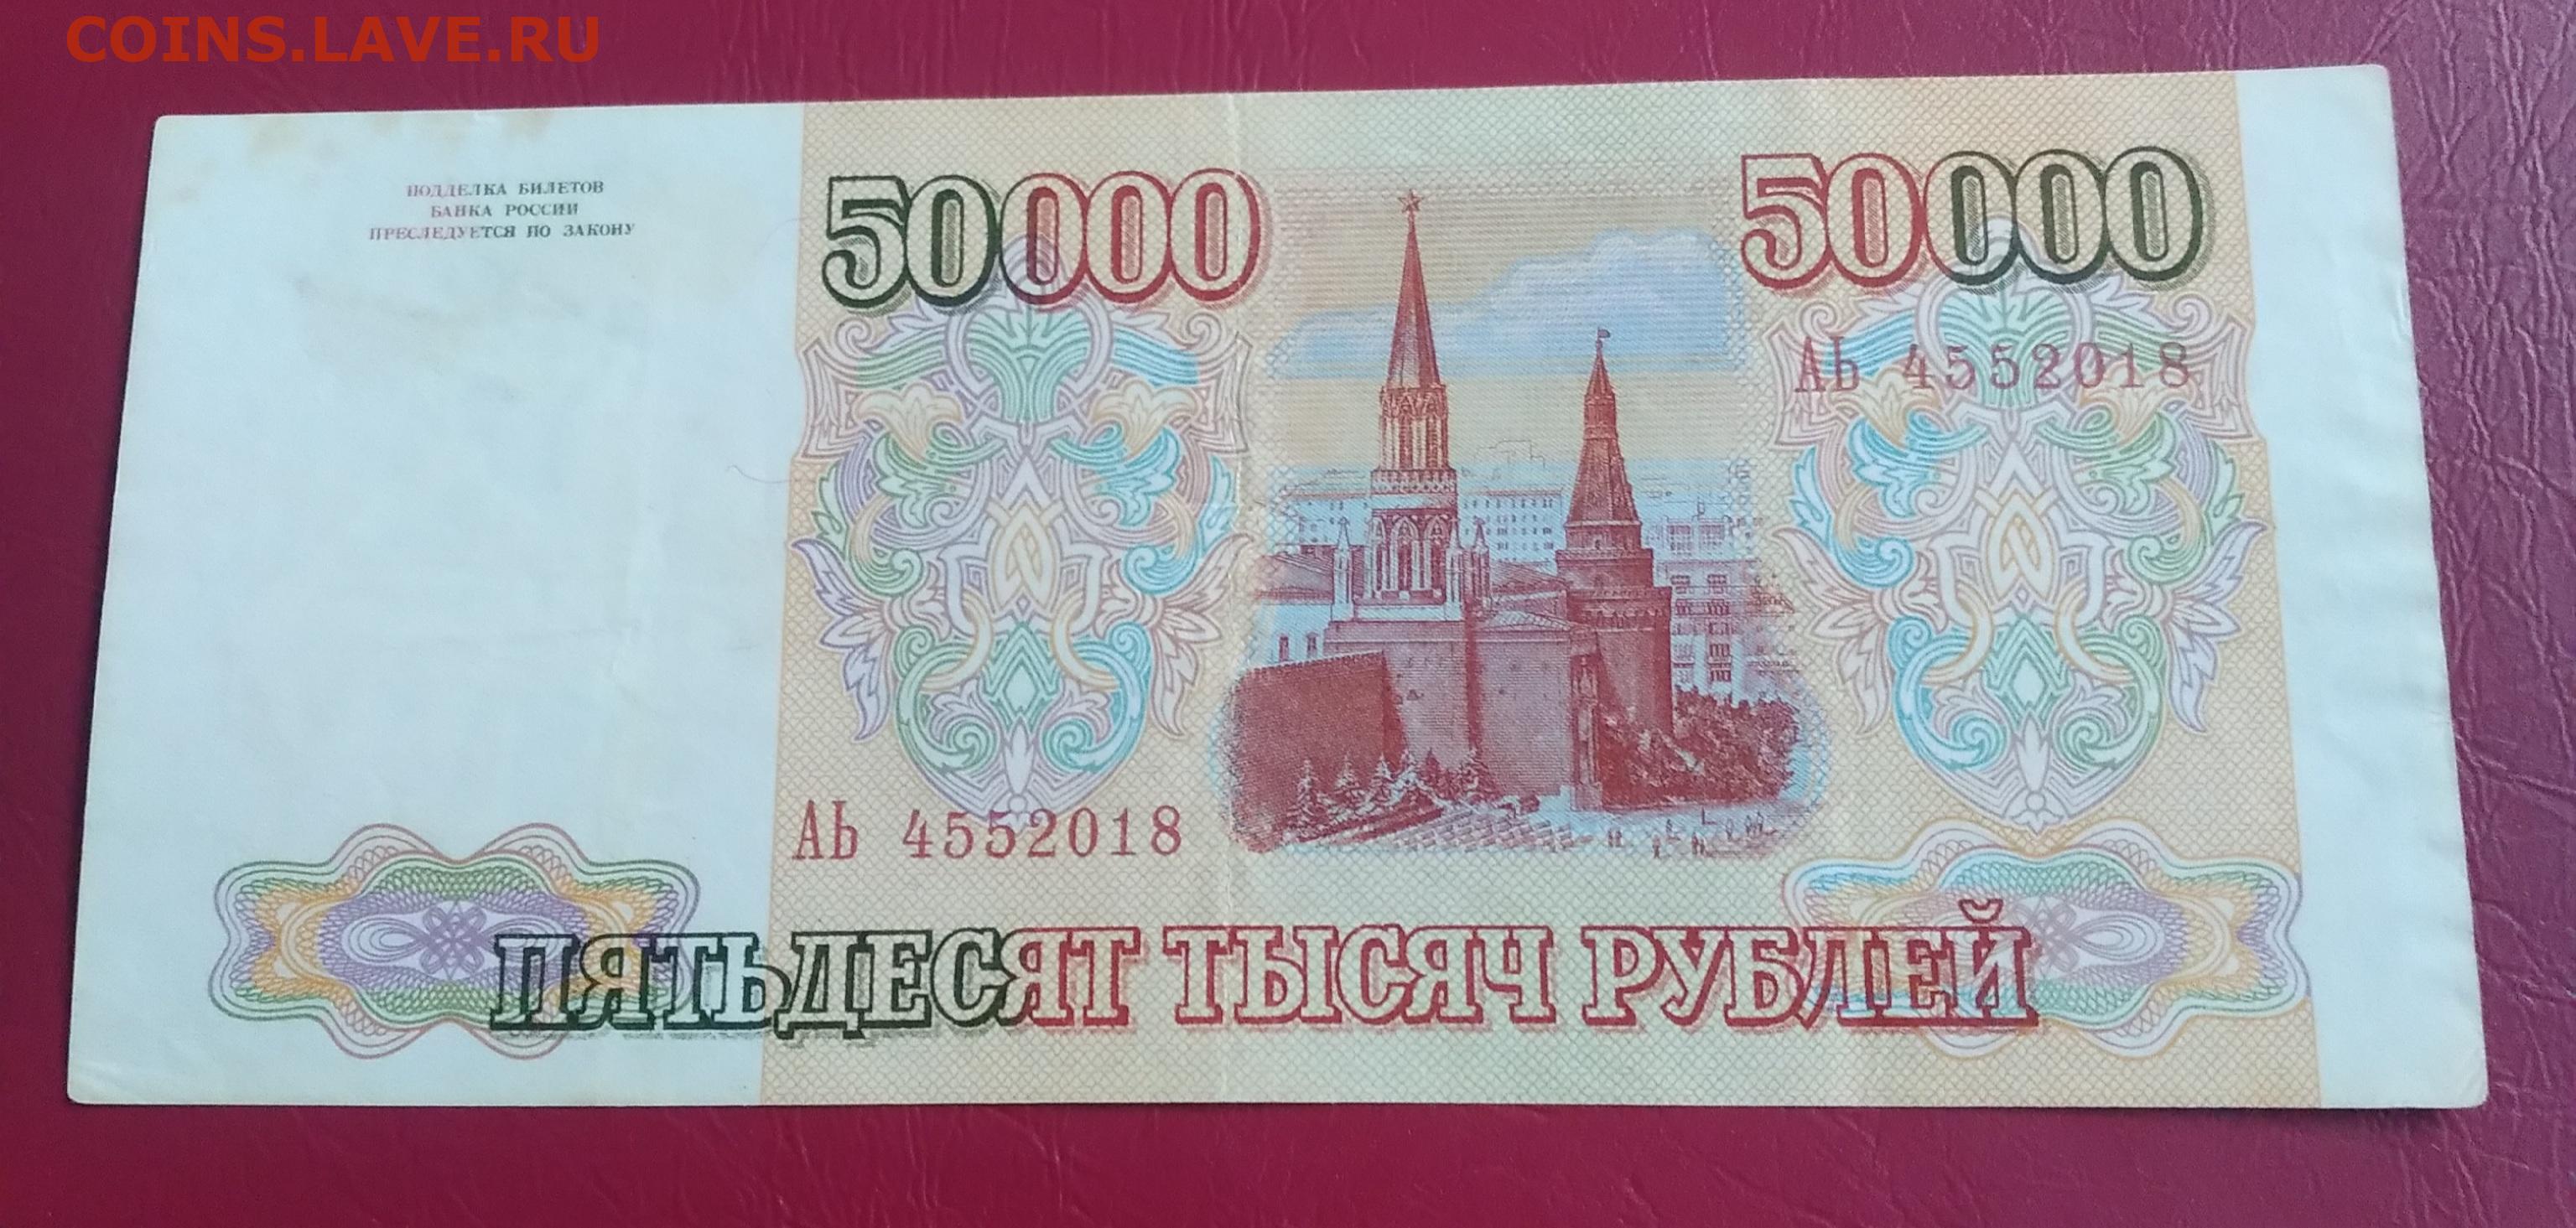 COINS.LAVE.RU
ПОДДЕЛКА БИЛЕТОВ
БАНКА РОССИИ
ПРЕСЛЕДУЕТСЯ ПО ЗАКОНУ
50000
50000
АЬ 4552018
АЬ 4552018
ПЯТЬДЕСЯТ ТЫСЯЧ РУБЛЕЙ